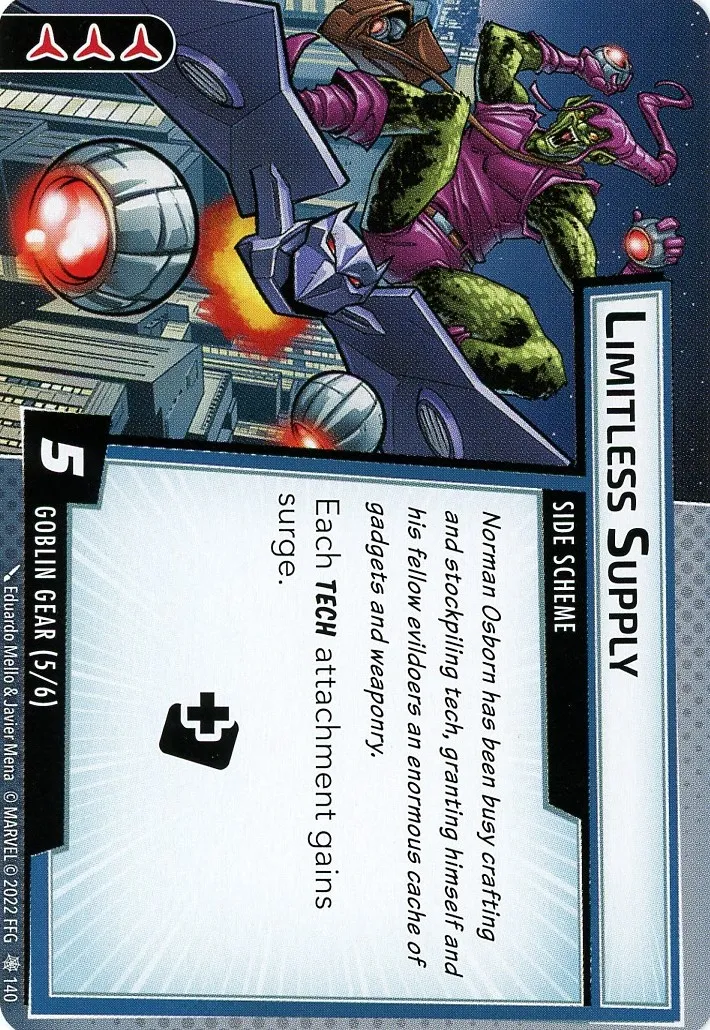 LIMITLESS SUPPLY
SIDE SCHEME
Norman Osborn has been busy crafting
and stockpiling tech, granting himself and
his fellow evildoers an enormous cache of
gadgets and weaponry.
Each TECH attachment gains
surge.
5
GOBLIN GEAR (5/6)
Eduardo Mello & Javier Mena © MARVEL © 2022 FFG 140